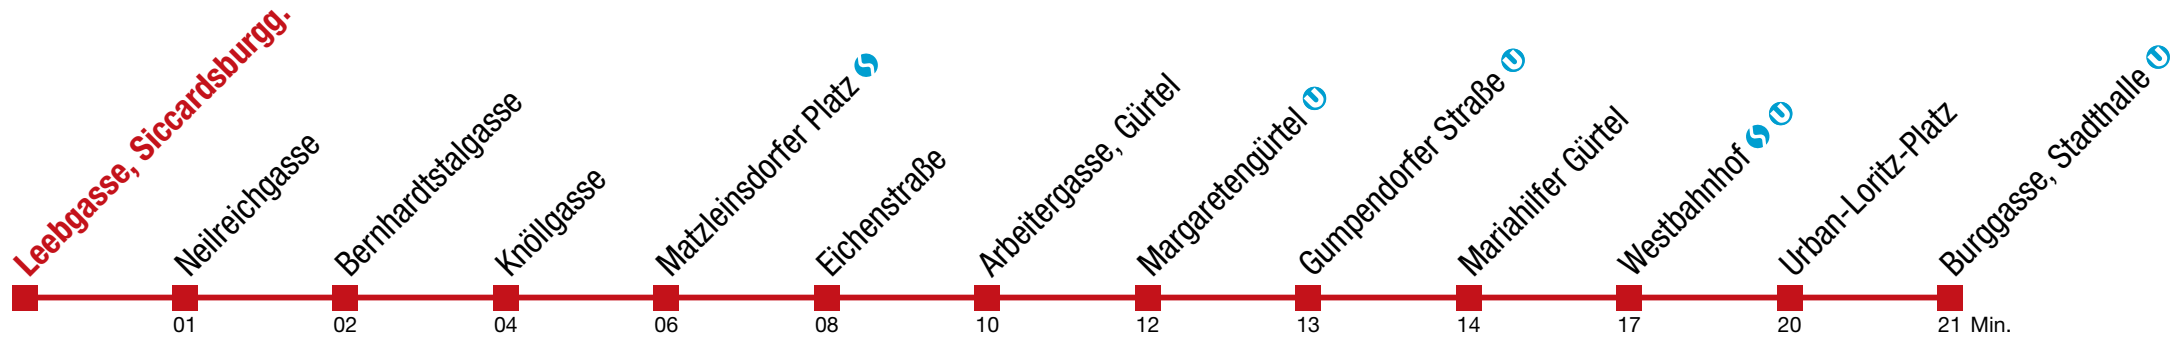 Leebgasse, Siccardsburgg.
Neilreichgasse
Bernhardtstalgasse
Knöllgasse
Matzleinsdorfer Platz S
Eichenstraße
Arbeitergasse, Gürtel
Margaretengürtel U
Gumpendorfer Straße U
Mariahilfer Gürtel
Westbahnhof S U
Urban-Loritz-Platz
Burggasse, Stadthalle U
01 02 04 06 08 10 12 13 14 17 20 21 Min.